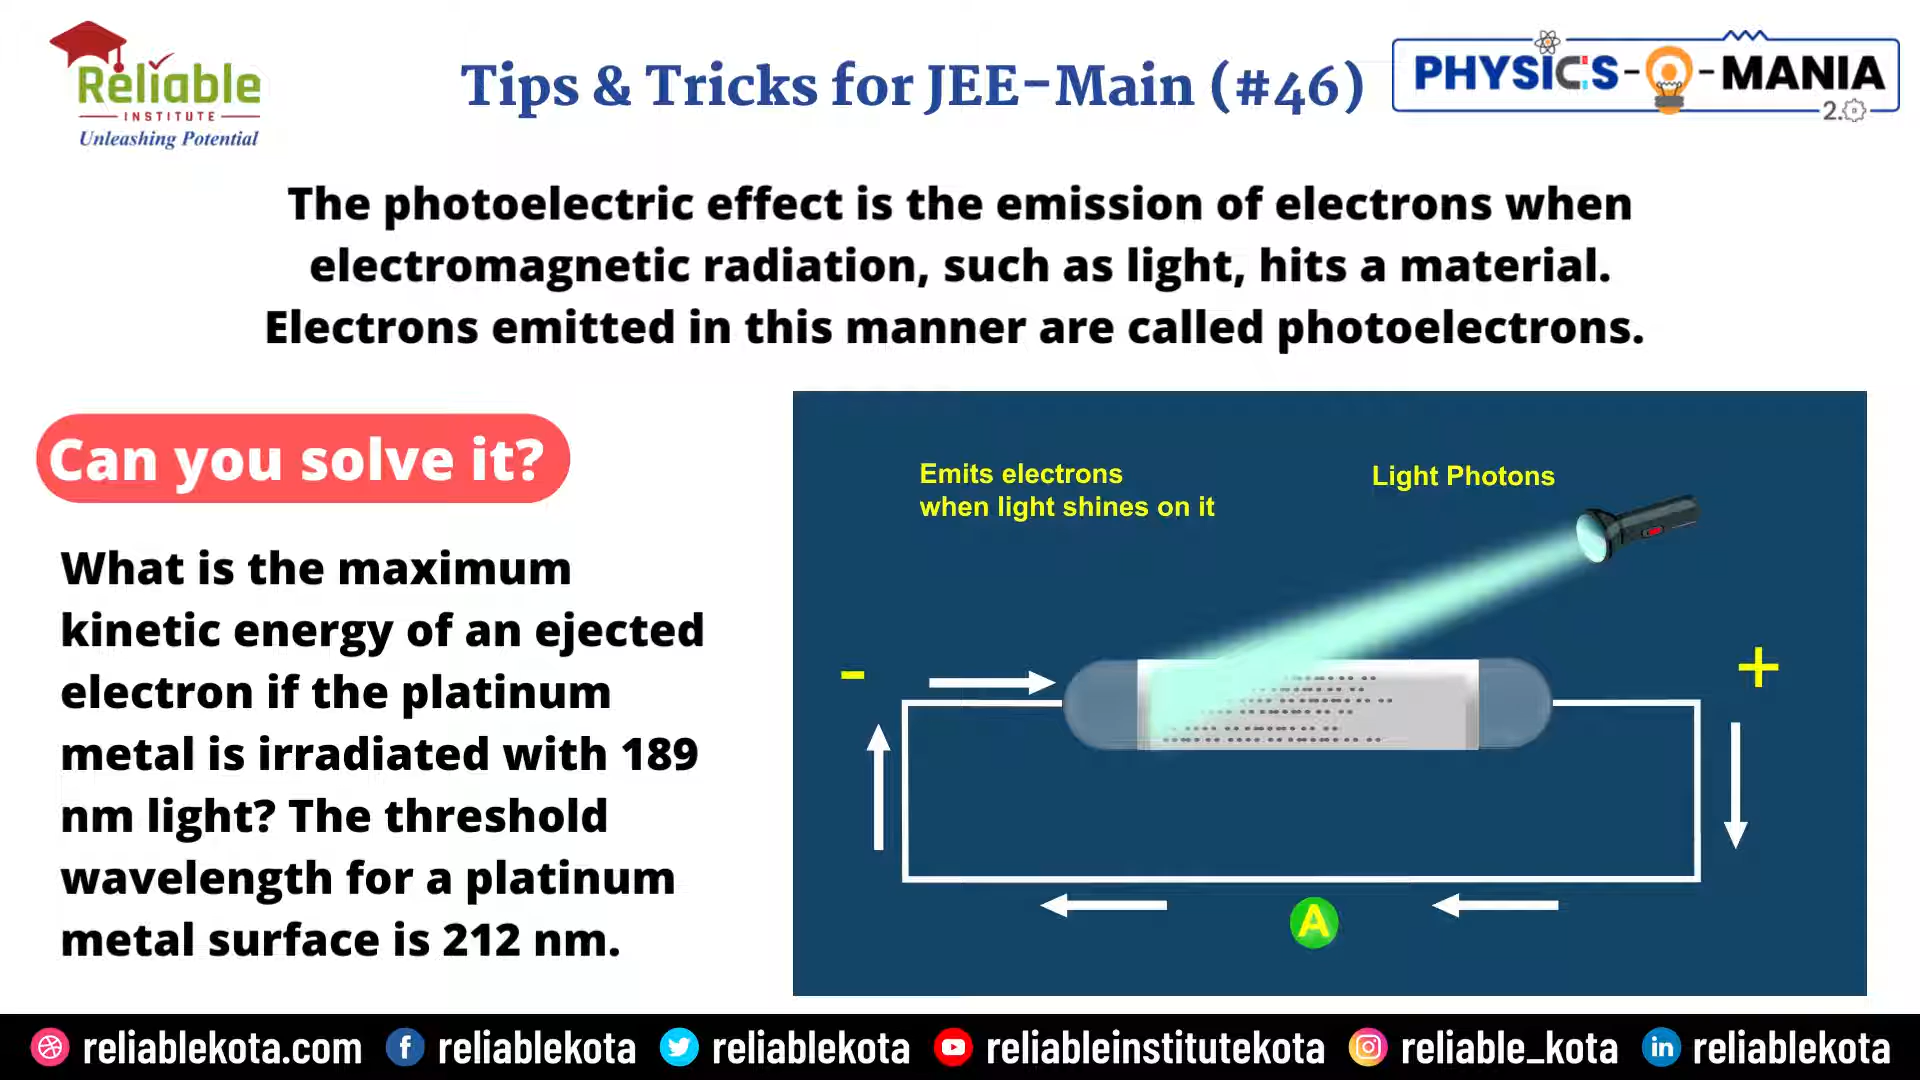 Reliable
INSTITUTE
Unleashing Potential
Tips & Tricks for JEE-Main (#46)
PHYSICS-O-MANIA
2.0
The photoelectric effect is the emission of electrons when
electromagnetic radiation, such as light, hits a material.
Electrons emitted in this manner are called photoelectrons.
Can you solve it?
What is the maximum
kinetic energy of an ejected
electron if the platinum
metal is irradiated with 189
nm light? The threshold
wavelength for a platinum
metal surface is 212 nm.
Emits electrons
when light shines on it
Light Photons
-
+
A
reliablekota.com
reliablekota
reliablekota
reliableinstitutekota
reliable_kota
reliablekota